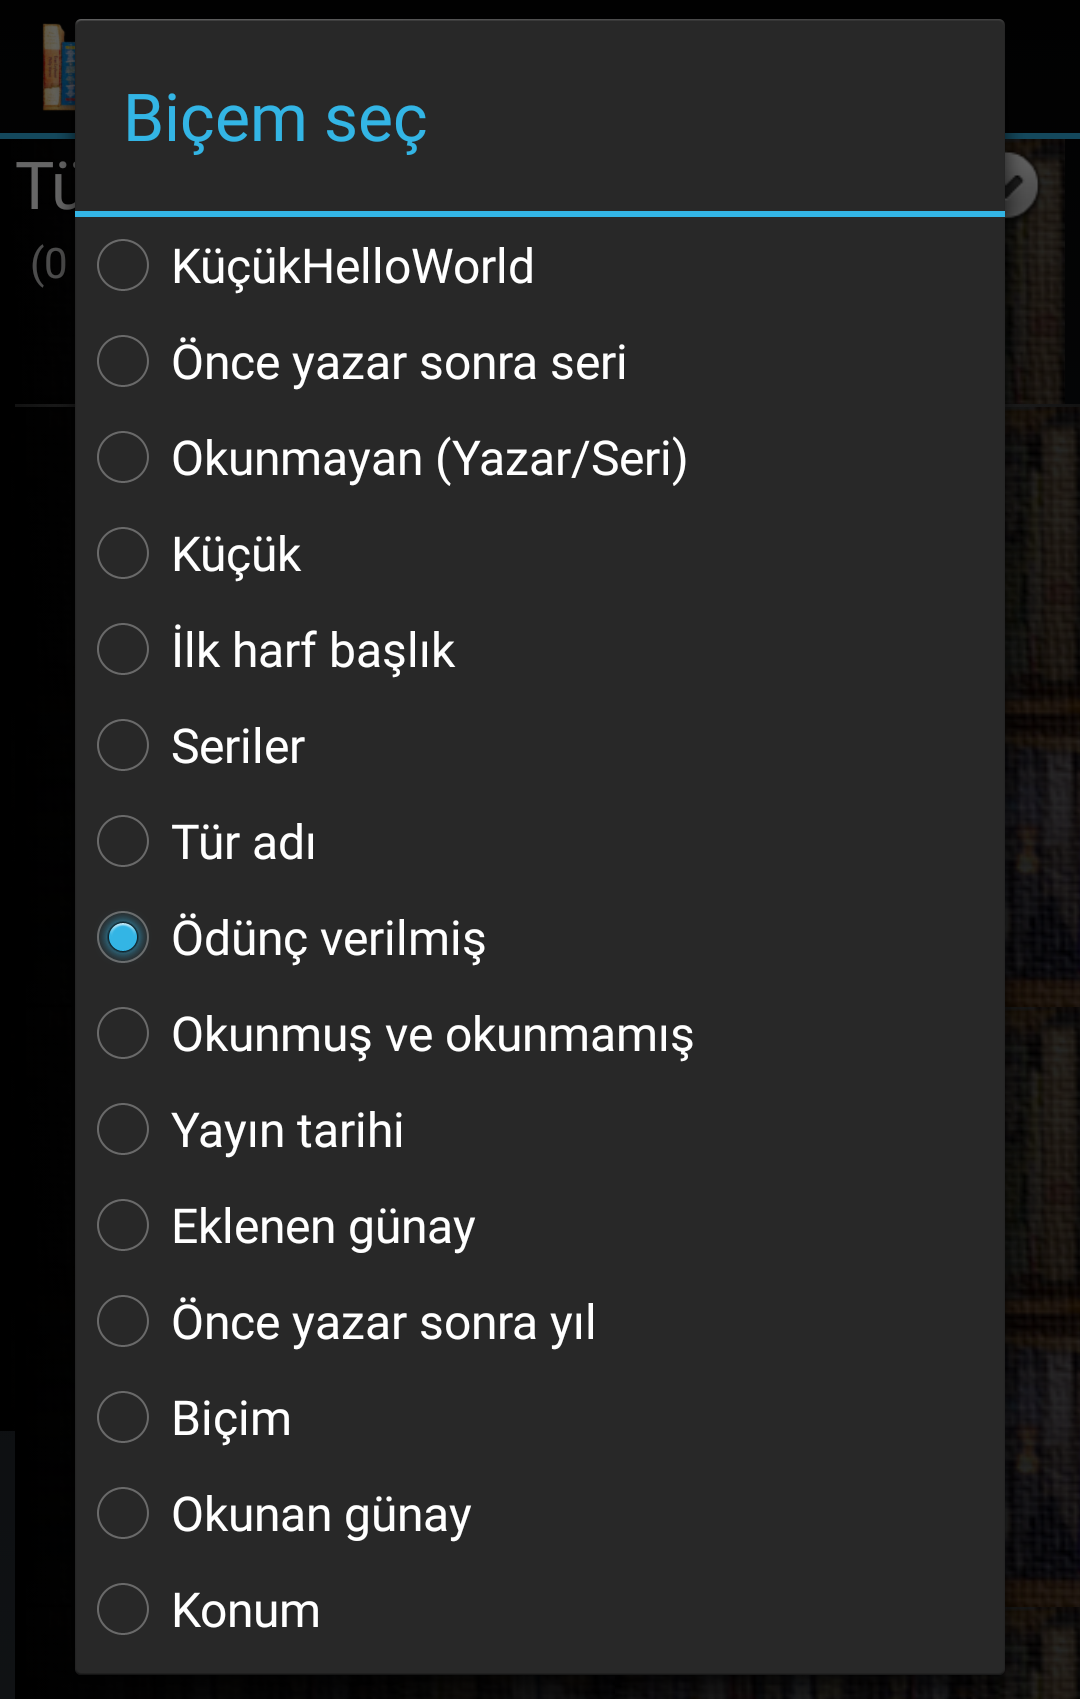 Biçem seç
Tü
(0
KüçükHelloWorld
Önce yazar sonra seri
Okunmayan (Yazar/Seri)
Küçük
İlk harf başlık
Seriler
Tür adı
Ödünç verilmiş
Okunmuş ve okunmamış
Yayın tarihi
Eklenen günay
Önce yazar sonra yıl
Biçim
Okunan günay
Konum